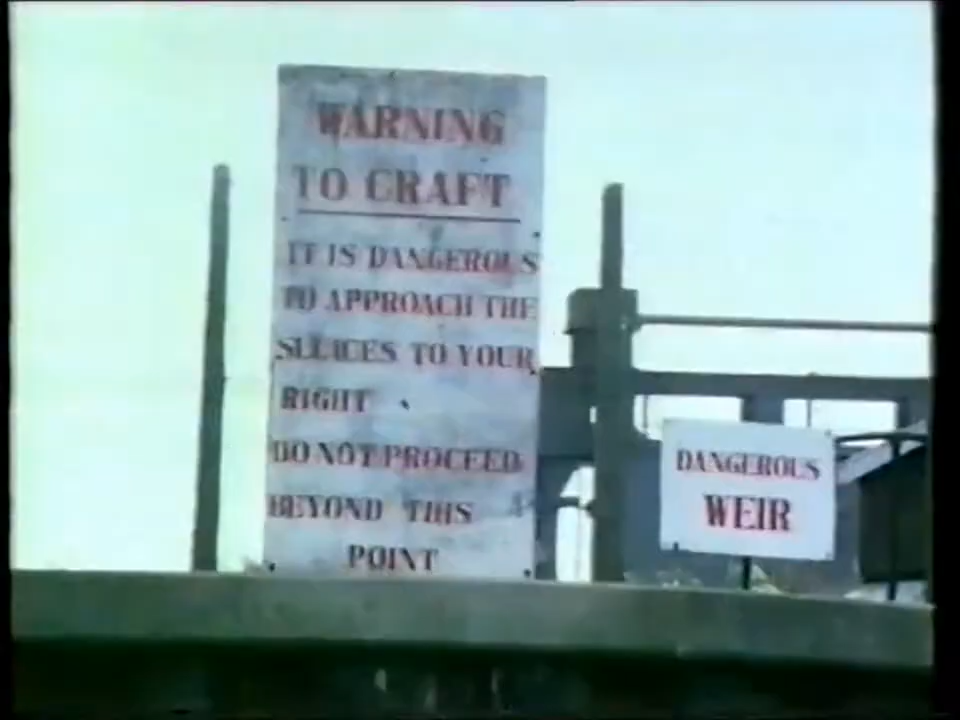 WARNING
TO CRAFT
IT IS DANGEROUS
TO APPROACH THE
SLUICES TO YOUR
RIGHT
DO NOT PROCEED
BEYOND THIS
POINT
DANGEROUS
WEIR